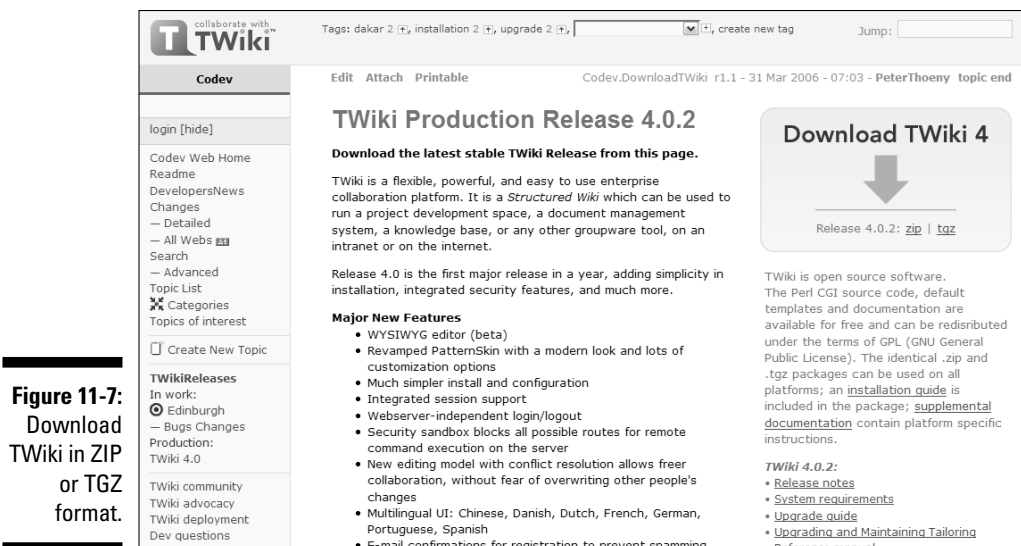 collaborate with
TWiki™
Tags: dakar 2 +, installation 2 +, upgrade 2 +, +, create new tag
Jump:
Codev
Edit Attach Printable
Codev.DownloadTWiki r1.1 - 31 Mar 2006 - 07:03 - PeterThoeny topic end
login [hide]
Codev Web Home
Readme
DevelopersNews
Changes
— Detailed
— All Webs
Search
— Advanced
Topic List
Categories
Topics of interest
Create New Topic
TWikiReleases
In work:
Edinburgh
— Bugs Changes
Production:
TWiki 4.0
TWiki community
TWiki advocacy
TWiki deployment
Dev questions
TWiki Production Release 4.0.2
Download the latest stable TWiki Release from this page.
TWiki is a flexible, powerful, and easy to use enterprise
collaboration platform. It is a Structured Wiki which can be used to
run a project development space, a document management
system, a knowledge base, or any other groupware tool, on an
intranet or on the internet.
Release 4.0 is the first major release in a year, adding simplicity in
installation, integrated security features, and much more.
Major New Features
• WYSIWYG editor (beta)
• Revamped PatternSkin with a modern look and lots of
customization options
• Much simpler install and configuration
• Integrated session support
• Webserver-independent login/logout
• Security sandbox blocks all possible routes for remote
command execution on the server
• New editing model with conflict resolution allows freer
collaboration, without fear of overwriting other people's
changes
• Multilingual UI: Chinese, Danish, Dutch, French, German,
Portuguese, Spanish
• E-mail confirmations for registration to prevent spamming
Download TWiki 4
Release 4.0.2: zip | tgz
TWiki is open source software.
The Perl CGI source code, default
templates and documentation are
available for free and can be redisributed
under the terms of GPL (GNU General
Public License). The identical .zip and
.tgz packages can be used on all
platforms; an installation guide is
included in the package; supplemental
documentation contain platform specific
instructions.
TWiki 4.0.2:
• Release notes
• System requirements
• Upgrade guide
• Upgrading and Maintaining Tailoring
• Reference manual
Figure 11-7:
Download
TWiki in ZIP
or TGZ
format.